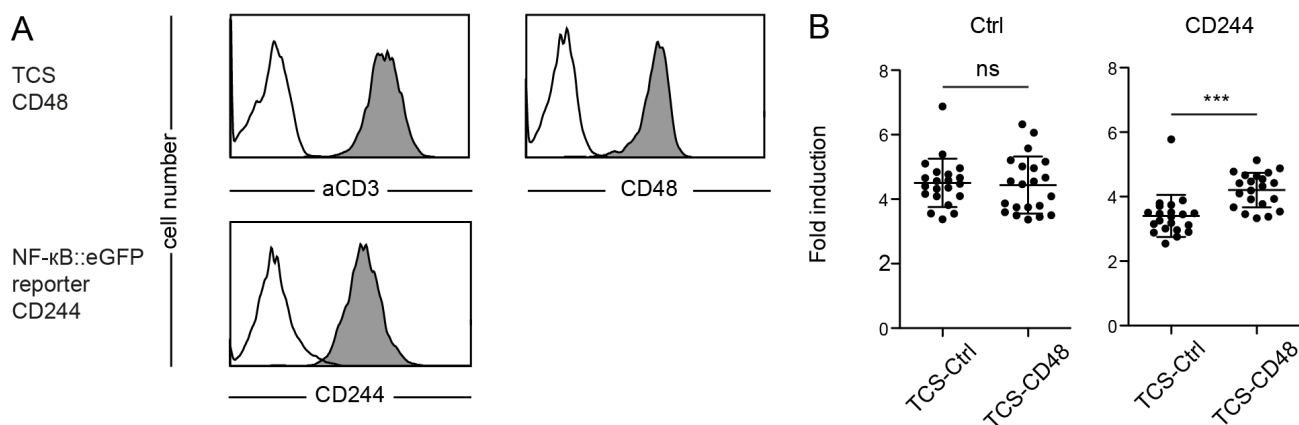 A
TCS
CD48
cell number
aCD3
CD48
NF-κB::eGFP
reporter
CD244
CD244
B
Ctrl
CD244
Fold induction
8
6
4
2
0
ns
TCS-Ctrl
TCS-CD48
8
6
4
2
0
***
TCS-Ctrl
TCS-CD48